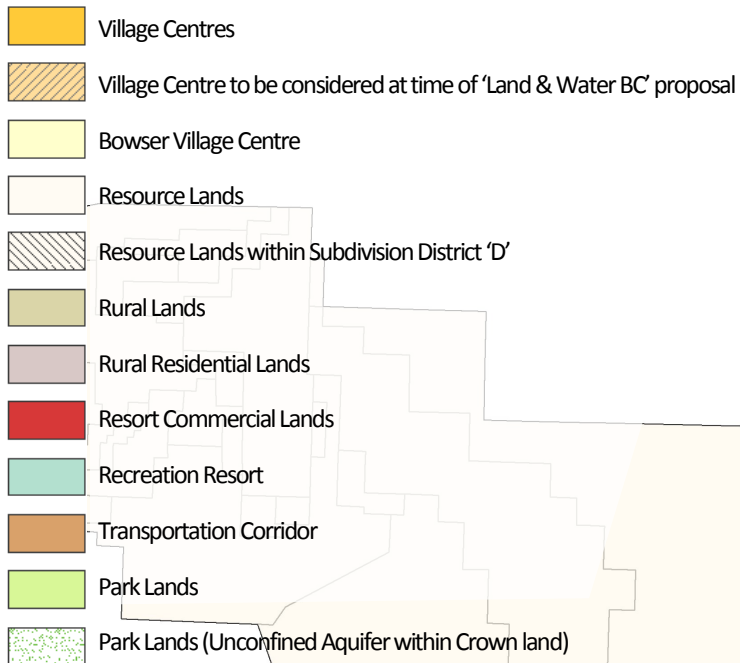 Village Centres
Village Centre to be considered at time of ‘Land & Water BC’ proposal
Bowser Village Centre
Resource Lands
Resource Lands within Subdivision District ‘D’
Rural Lands
Rural Residential Lands
Resort Commercial Lands
Recreation Resort
Transportation Corridor
Park Lands
Park Lands (Unconfined Aquifer within Crown land)